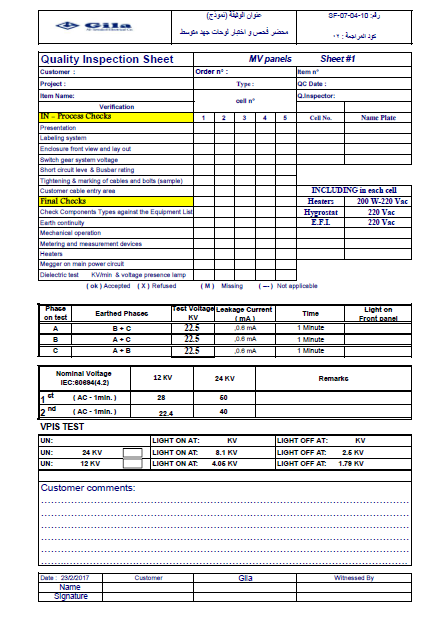 Gila
عنوان الوثيقة (نموذج)
محضر فحص و اختبار لوحات جهد متوسط
رقم: SF-07-04-10
كود المراجعة : ٠٢
Quality Inspection Sheet MV panels Sheet #1
Customer : Order nº : Item nº
Project : Type : QC Date :
Item Name: cell nº Q.Inspector:
Verification
IN – Process Checks 1 2 3 4 5 Cell No. Name Plate
Presentation
Labeling system
Enclosure front view and lay out
Switch gear system voltage
Short circuit leve & Busbar rating
Tightening & marking of cables and bolts (sample)
Customer cable entry area INCLUDING in each cell
Final Checks Heaters 200 W-220 Vac
Check Components Types against the Equipment List Hygrostat 220 Vac
Earth continuity E.F.I. 220 Vac
Mechanical operation
Metering and measurement devices
Heaters
Megger on main power circuit
Dielectric test KV/min & voltage presence lamp
( ok ) Accepted ( X ) Refused ( M ) Missing ( --- ) Not applicable
Phase on test Earthed Phases Test Voltage KV Leakage Current ( mA ) Time Light on Front panel
A B + C 22.5 ,0.6 mA 1 Minute
B A + C 22.5 ,0.6 mA 1 Minute
C A + B 22.5 ,0.6 mA 1 Minute
Nominal Voltage IEC:60694(4.2) 12 KV 24 KV Remarks
1 st ( AC - 1min. ) 28 50
2 nd ( AC - 1min. ) 22.4 40
VPIS TEST
UN: LIGHT ON AT: KV LIGHT OFF AT: KV
UN: 24 KV LIGHT ON AT: 8.1 KV LIGHT OFF AT: 2.5 KV
UN: 12 KV LIGHT ON AT: 4.05 KV LIGHT OFF AT: 1.79 KV
Customer comments:
Date : 23/2/2017 Customer Gila Witnessed By
Name
Signature